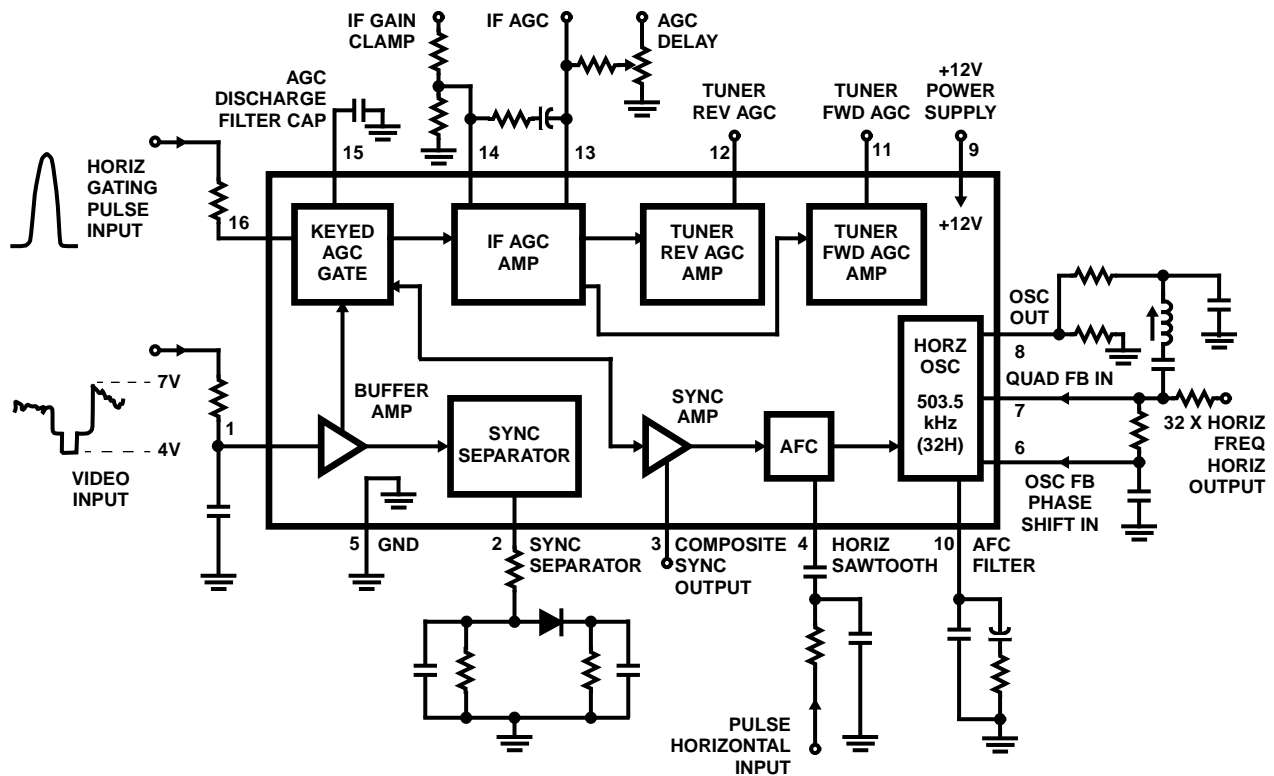 IF GAIN
CLAMP
IF AGC
AGC
DELAY
AGC
DISCHARGE
FILTER CAP
TUNER
REV AGC
TUNER
FWD AGC
+12V
POWER
SUPPLY
15
14
13
12
11
9
HORIZ
GATING
PULSE
INPUT
16
KEYED
AGC
GATE
IF AGC
AMP
TUNER
REV AGC
AMP
TUNER
FWD AGC
AMP
+12V
OSC
OUT
8
HORZ
OSC
503.5
kHz
(32H)
QUAD FB IN
7
6
OSC FB
PHASE
SHIFT IN
32 X HORIZ
FREQ
HORIZ
OUTPUT
7V
4V
VIDEO
INPUT
1
BUFFER
AMP
SYNC
SEPARATOR
SYNC
AMP
AFC
5
GND
2
SYNC
SEPARATOR
3
COMPOSITE
SYNC
OUTPUT
4
HORIZ
SAWTOOTH
10
AFC
FILTER
PULSE
HORIZONTAL
INPUT